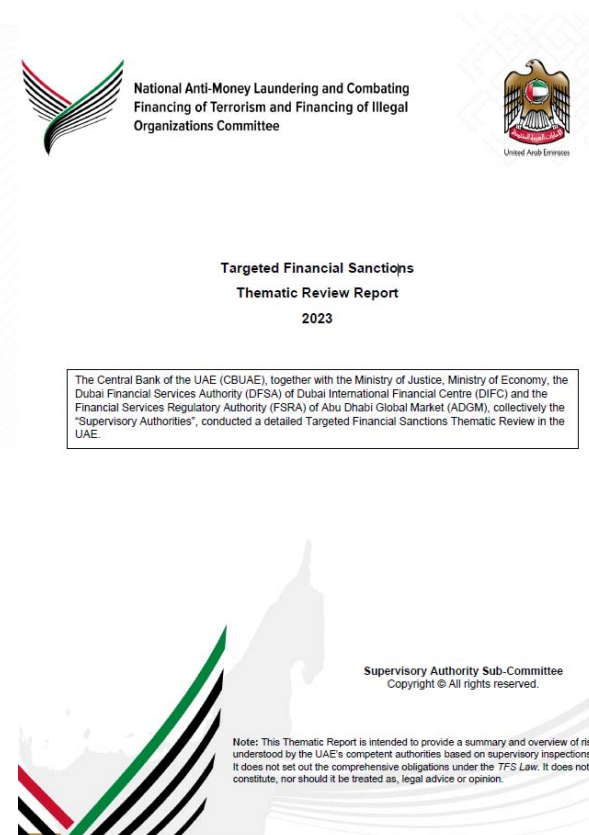 National Anti-Money Laundering and Combating
Financing of Terrorism and Financing of Illegal
Organizations Committee
United Arab Emirates
Targeted Financial Sanctions
Thematic Review Report
2023
The Central Bank of the UAE (CBUAE), together with the Ministry of Justice, Ministry of Economy, the
Dubai Financial Services Authority (DFSA) of Dubai International Financial Centre (DIFC) and the
Financial Services Regulatory Authority (FSRA) of Abu Dhabi Global Market (ADGM), collectively the
“Supervisory Authorities”, conducted a detailed Targeted Financial Sanctions Thematic Review in the
UAE.
Supervisory Authority Sub-Committee
Copyright © All rights reserved.
Note: This Thematic Report is intended to provide a summary and overview of ris
understood by the UAE's competent authorities based on supervisory inspections
It does not set out the comprehensive obligations under the TFS Law. It does not
constitute, nor should it be treated as, legal advice or opinion.